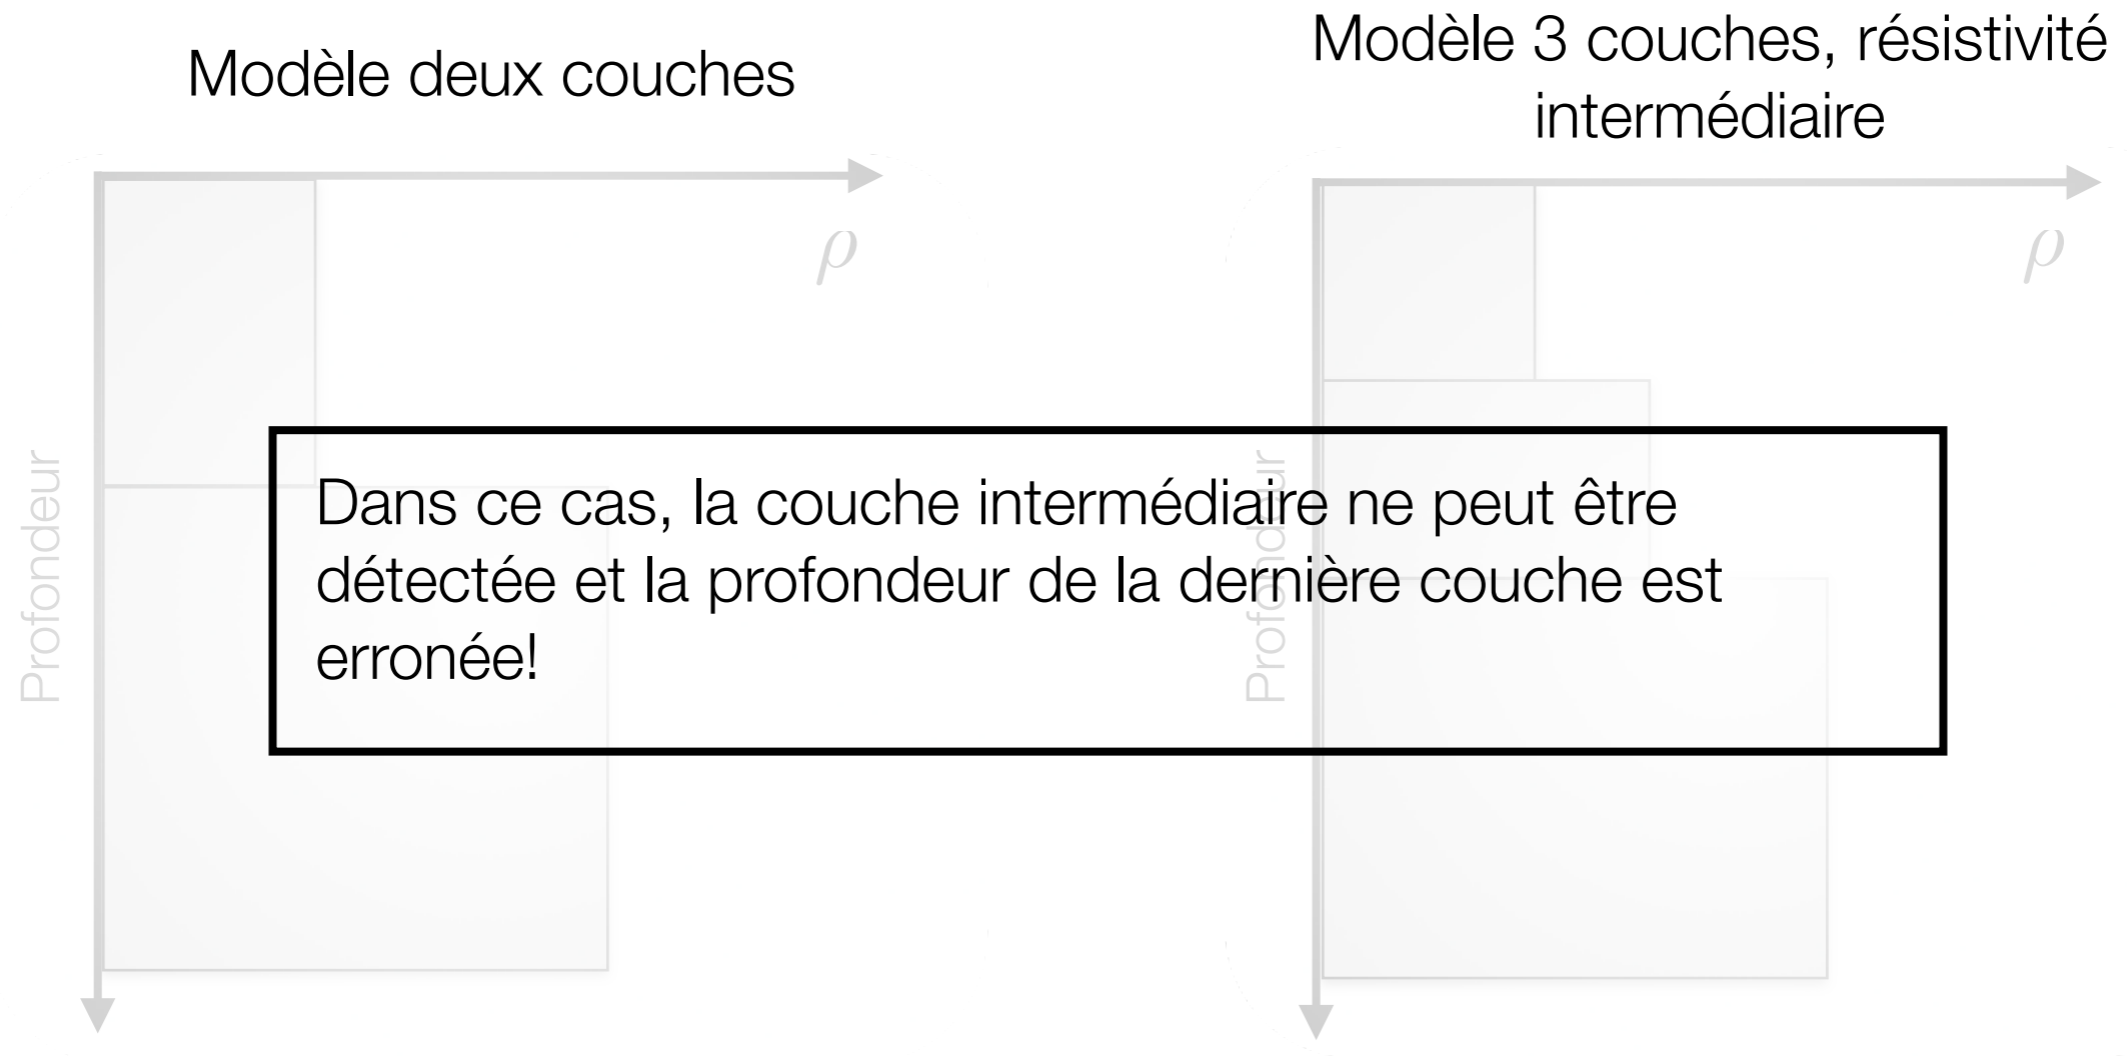 Modèle deux couches
Modèle 3 couches, résistivité
intermédiaire
ρ
ρ
Profondeur
Profondeur
Dans ce cas, la couche intermédiaire ne peut être
détectée et la profondeur de la dernière couche est
erronée!